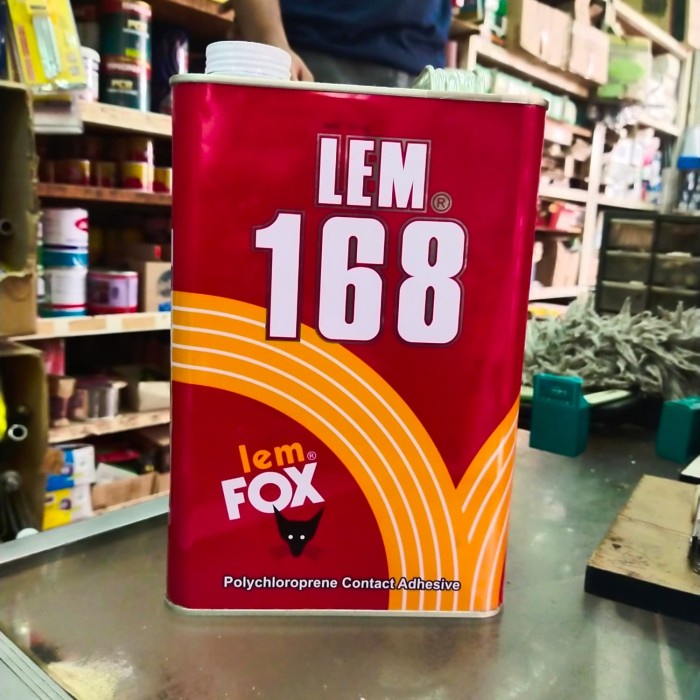 LEM®
168
lem®
FOX
Polychloroprene Contact Adhesive